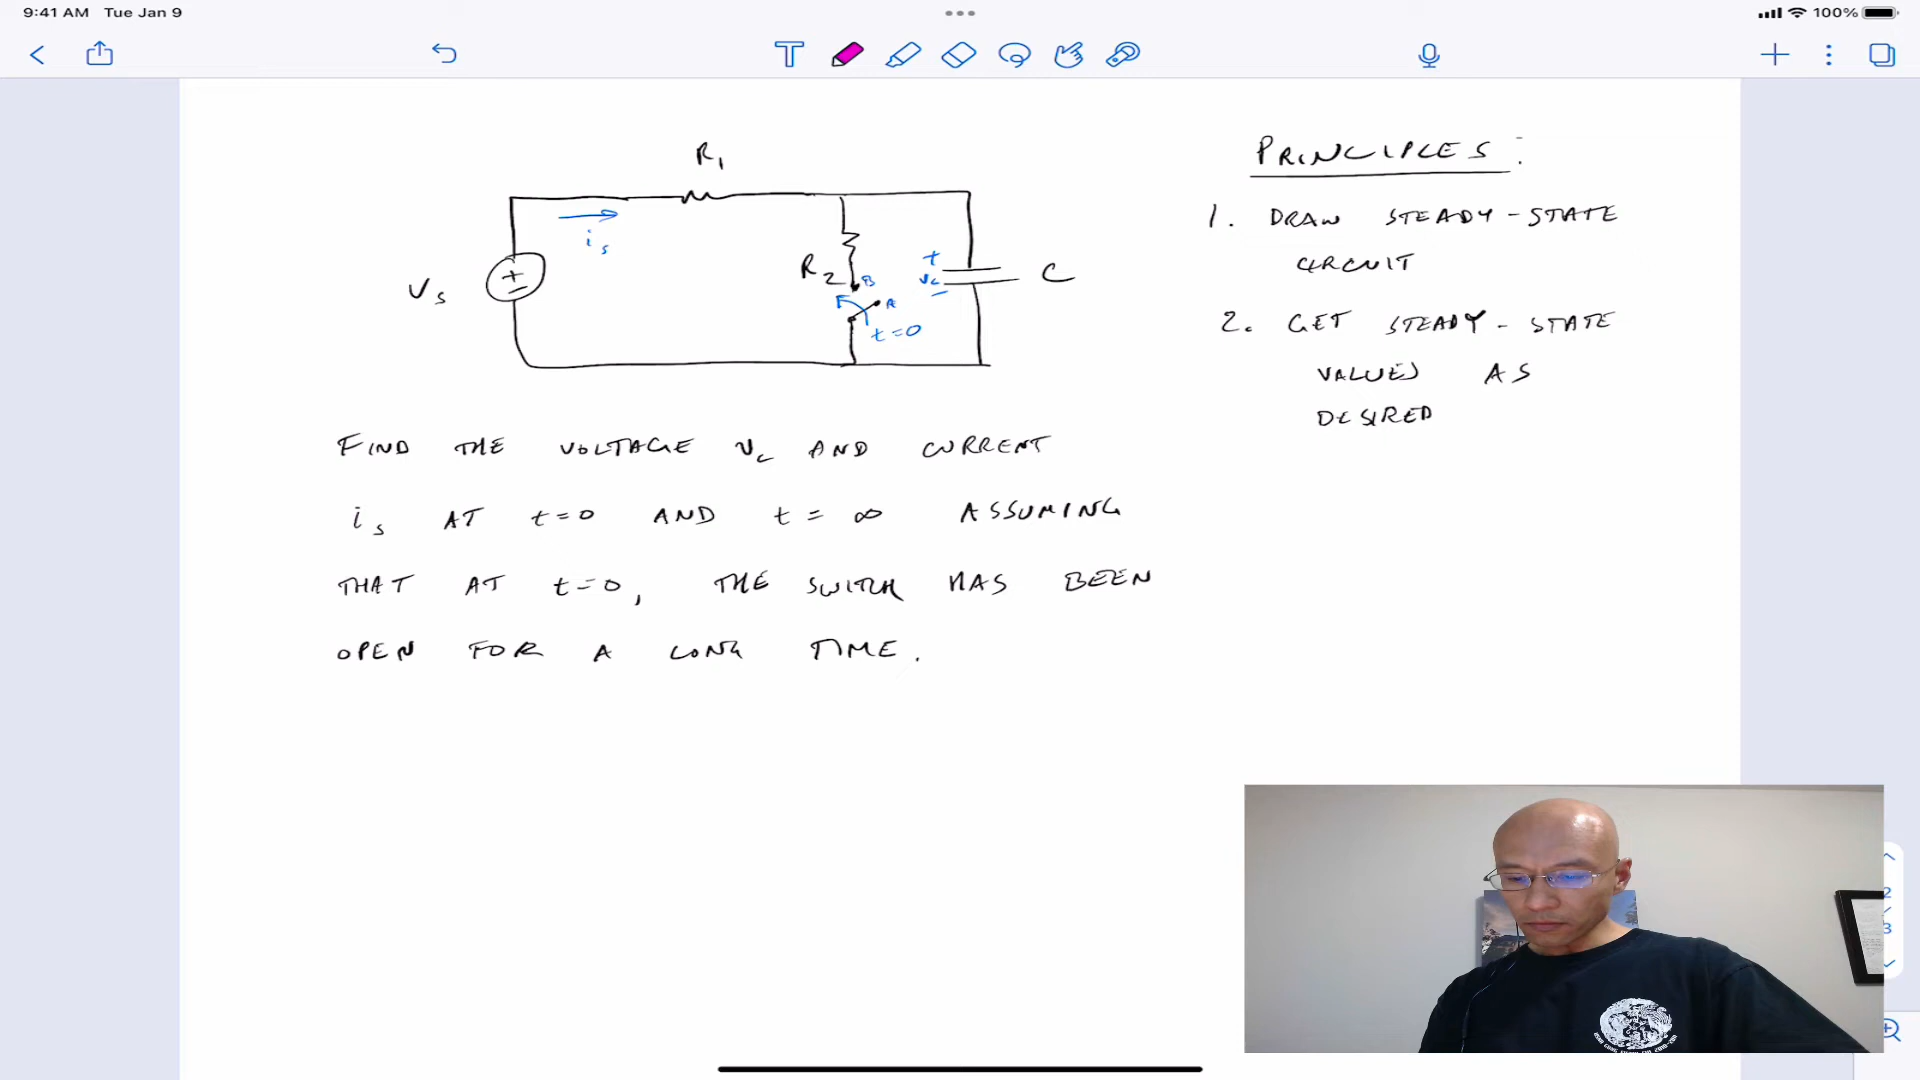 9:41 AM Tue Jan 9
100%
R1
is
Vs
R2
B
A
t=0
+
vc
−
C
PRINCIPLES:
1. DRAW STEADY-STATE
CIRCUIT
2. GET STEADY-STATE
VALUES AS
DESIRED
FIND THE VOLTAGE vc AND CURRENT
is AT t=0 AND t=∞ ASSUMING
THAT AT t=0, THE SWITCH HAS BEEN
OPEN FOR A LONG TIME.
2
3